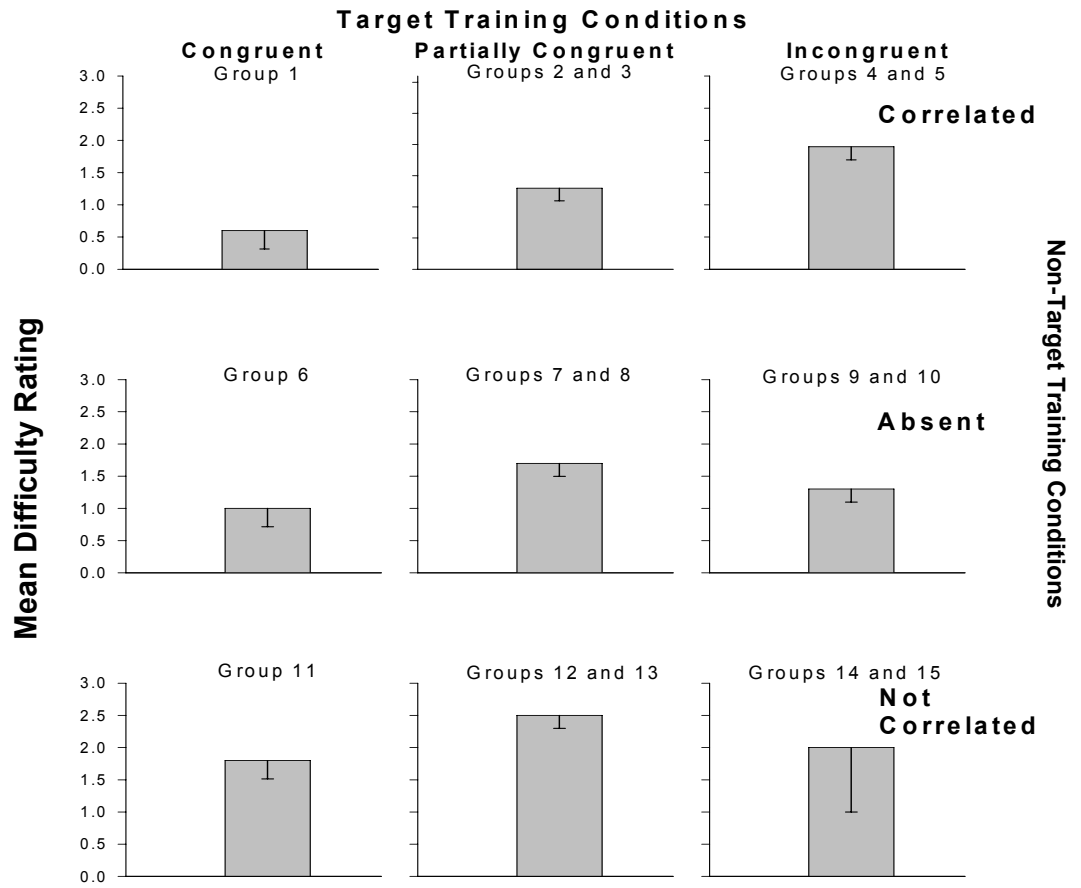 Target Training Conditions
Congruent
Partially Congruent
Incongruent
Group 1
Groups 2 and 3
Groups 4 and 5
3.0
2.5
2.0
1.5
1.0
0.5
0.0
Correlated
Mean Difficulty Rating
Non-Target Training Conditions
Group 6
Groups 7 and 8
Groups 9 and 10
3.0
2.5
2.0
1.5
1.0
0.5
0.0
Absent
Group 11
Groups 12 and 13
Groups 14 and 15
3.0
2.5
2.0
1.5
1.0
0.5
0.0
Not
Correlated